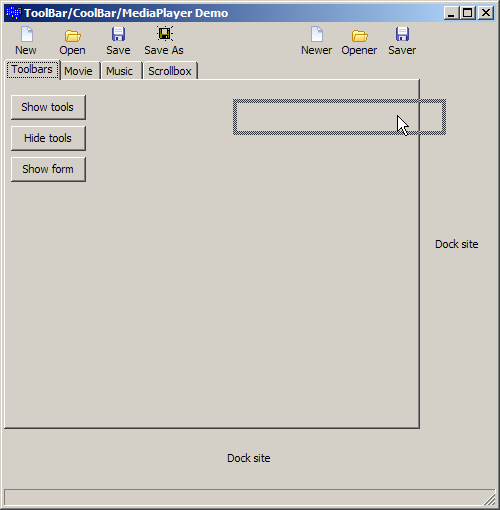 ToolBar/CoolBar/MediaPlayer Demo
New Open Save Save As Newer Opener Saver
Toolbars Movie Music Scrollbox
Show tools
Hide tools
Show form
Dock site
Dock site